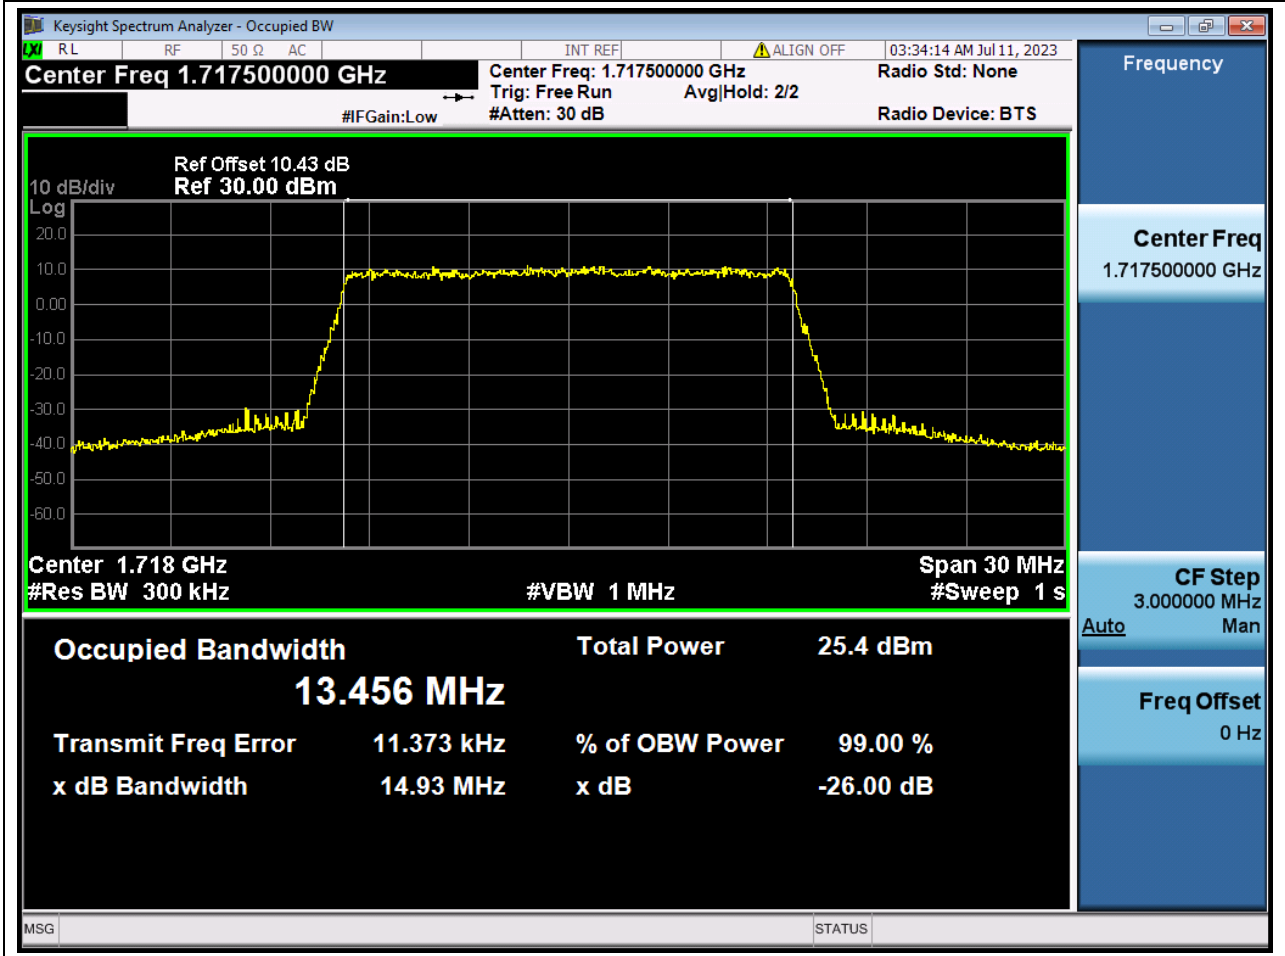 Keysight Spectrum Analyzer - Occupied BW
LXI RL RF 50 Ω AC INT REF ALIGN OFF 03:34:14 AM Jul 11, 2023
Center Freq 1.717500000 GHz
Center Freq: 1.717500000 GHz
Radio Std: None
Trig: Free Run Avg|Hold: 2/2
#IFGain:Low
#Atten: 30 dB
Radio Device: BTS
Ref Offset 10.43 dB
10 dB/div Ref 30.00 dBm
Log
20.0
10.0
0.00
-10.0
-20.0
-30.0
-40.0
-50.0
-60.0
Center 1.718 GHz Span 30 MHz
#Res BW 300 kHz #VBW 1 MHz #Sweep 1 s
Occupied Bandwidth Total Power 25.4 dBm
13.456 MHz
Transmit Freq Error 11.373 kHz % of OBW Power 99.00 %
x dB Bandwidth 14.93 MHz x dB -26.00 dB
MSG STATUS
Frequency
Center Freq
1.717500000 GHz
CF Step
3.000000 MHz
Auto Man
Freq Offset
0 Hz